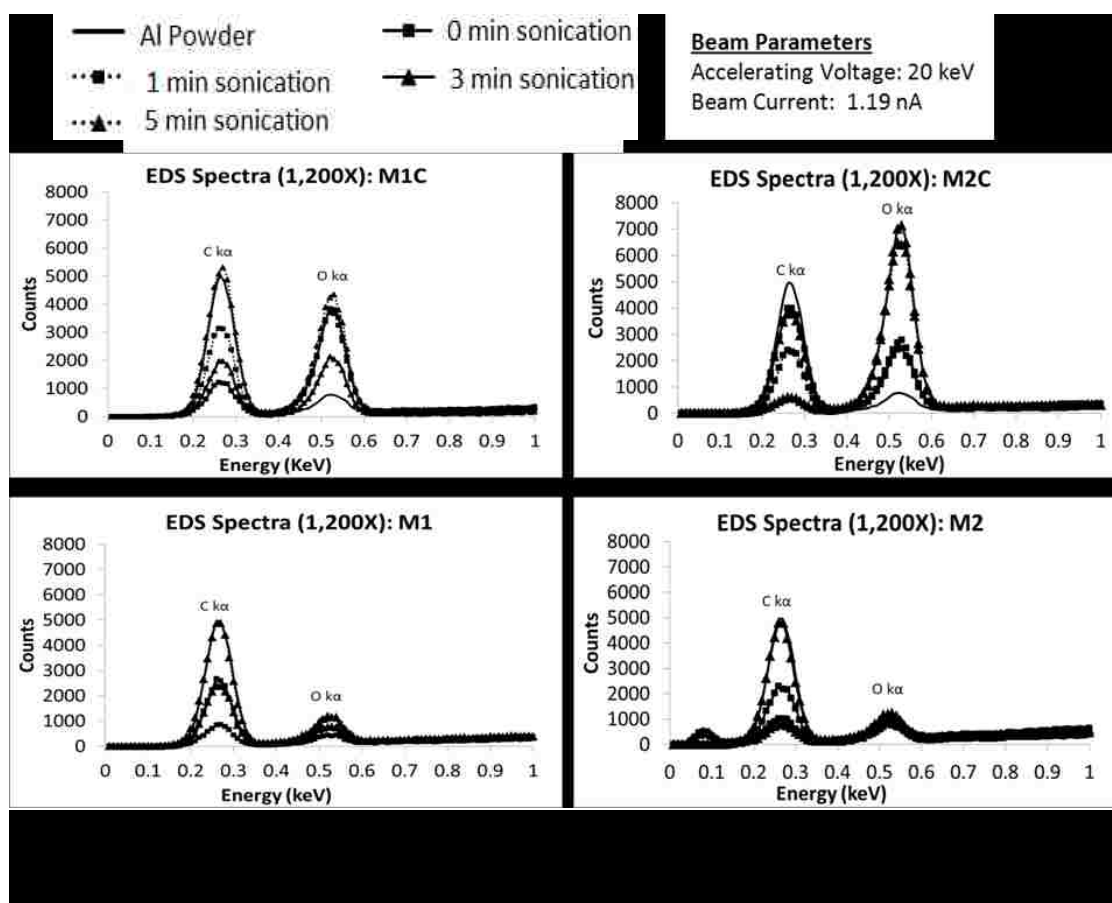 Al Powder
0 min sonication
1 min sonication
3 min sonication
5 min sonication
Beam Parameters
Accelerating Voltage: 20 keV
Beam Current: 1.19 nA
EDS Spectra (1,200X): M1C
8000
7000
6000
5000
4000
3000
2000
1000
0
Counts
C kα
O kα
0 0.1 0.2 0.3 0.4 0.5 0.6 0.7 0.8 0.9 1
Energy (KeV)
EDS Spectra (1,200X): M2C
8000
7000
6000
5000
4000
3000
2000
1000
0
Counts
C kα
O kα
0 0.1 0.2 0.3 0.4 0.5 0.6 0.7 0.8 0.9 1
Energy (keV)
EDS Spectra (1,200X): M1
8000
7000
6000
5000
4000
3000
2000
1000
0
Counts
C kα
O kα
0 0.1 0.2 0.3 0.4 0.5 0.6 0.7 0.8 0.9 1
Energy (keV)
EDS Spectra (1,200X): M2
8000
7000
6000
5000
4000
3000
2000
1000
0
Counts
C kα
O kα
0 0.1 0.2 0.3 0.4 0.5 0.6 0.7 0.8 0.9 1
Energy (keV)